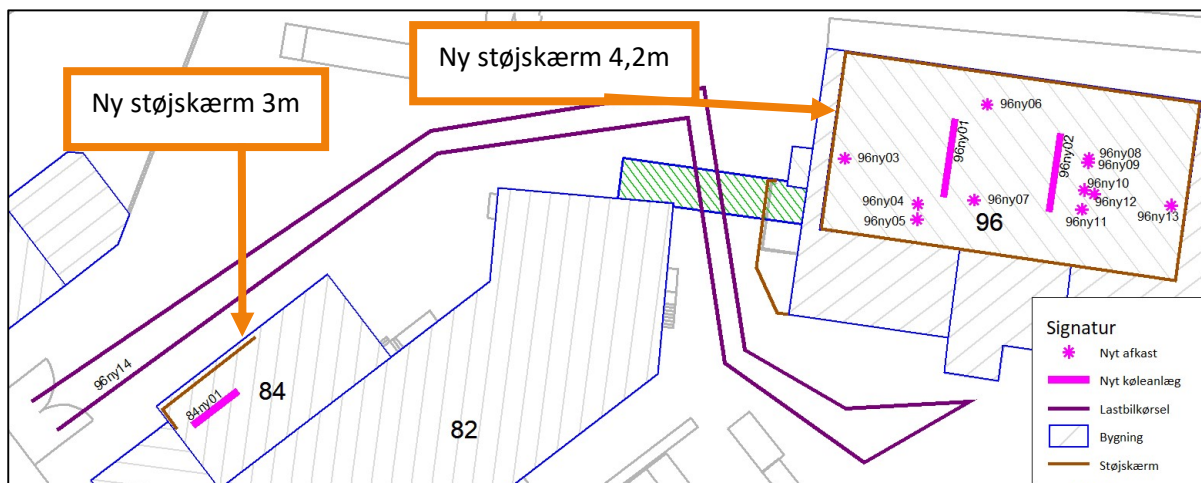 Ny støjskærm 3m
Ny støjskærm 4,2m
96ny06
96ny01
96ny02
96ny03
96ny08
96ny09
96ny10
96ny04
96ny07
96ny12
96ny05
96ny11
96ny13
96
96ny14
84ny01
84
82
Signatur
Nyt afkast
Nyt køleanlæg
Lastbilkørsel
Bygning
Støjskærm